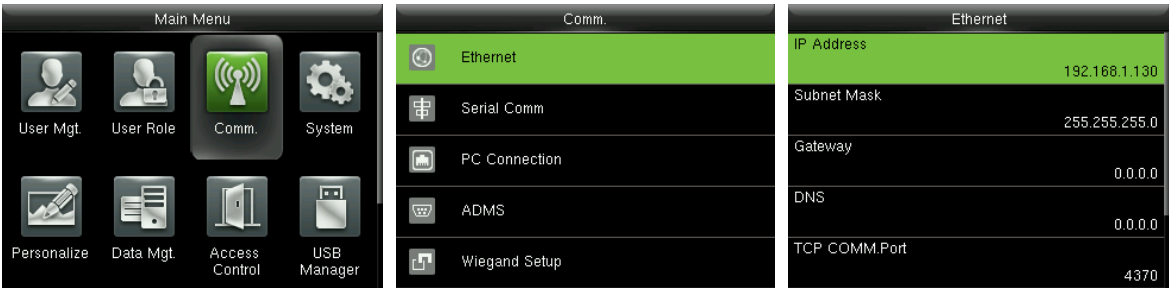 Main Menu
User Mgt.
User Role
Comm.
System
Personalize
Data Mgt.
Access
Control
USB
Manager
Comm.
Ethernet
Serial Comm
PC Connection
ADMS
Wiegand Setup
Ethernet
IP Address
192.168.1.130
Subnet Mask
255.255.255.0
Gateway
0.0.0.0
DNS
0.0.0.0
TCP COMM.Port
4370